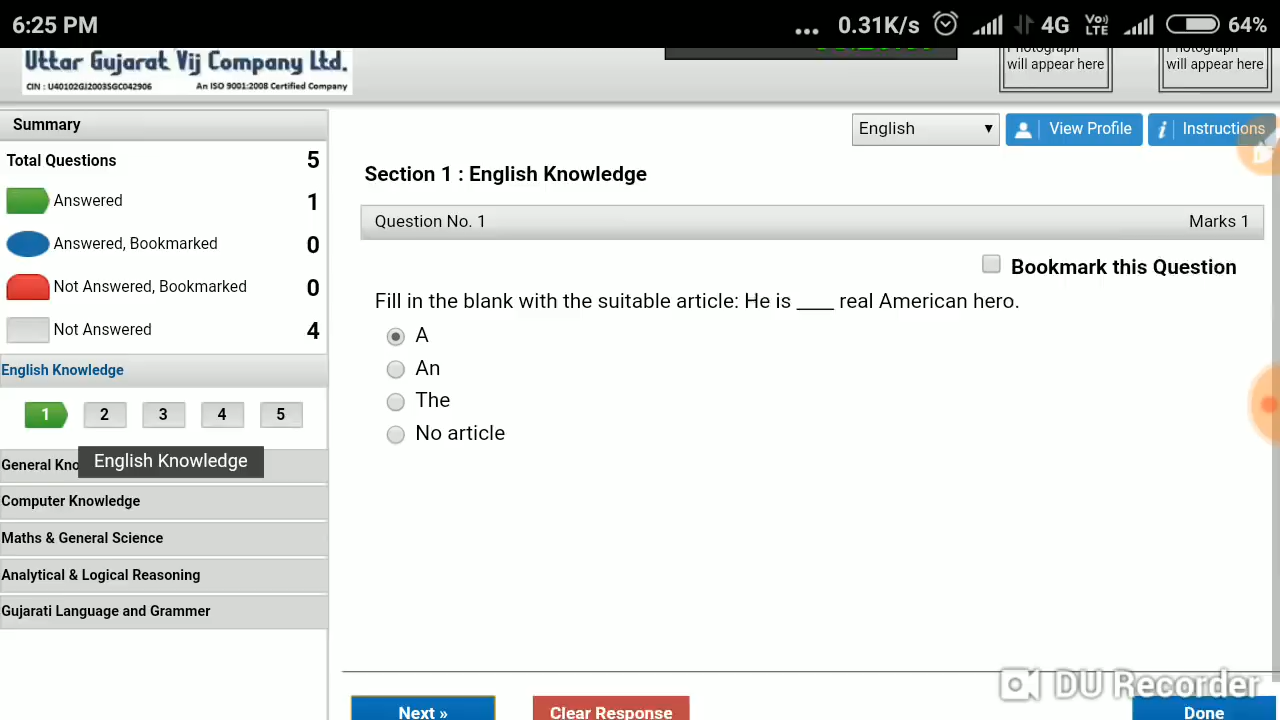 6:25 PM
... 0.31K/s 4G Vo) LTE 64%
Uttar Gujarat Vij Company Ltd.
CIN : U40102GJ2003SGC042906 An ISO 9001:2008 Certified Company
Photograph
will appear here
Photograph
will appear here
Summary
Total Questions 5
Answered 1
Answered, Bookmarked 0
Not Answered, Bookmarked 0
Not Answered 4
English Knowledge
1 2 3 4 5
General Kno
English Knowledge
Computer Knowledge
Maths & General Science
Analytical & Logical Reasoning
Gujarati Language and Grammer
English View Profile i Instructions
Section 1 : English Knowledge
Question No. 1 Marks 1
Bookmark this Question
Fill in the blank with the suitable article: He is ____ real American hero.
A
An
The
No article
Next »
Clear Response
Done
DU Recorder